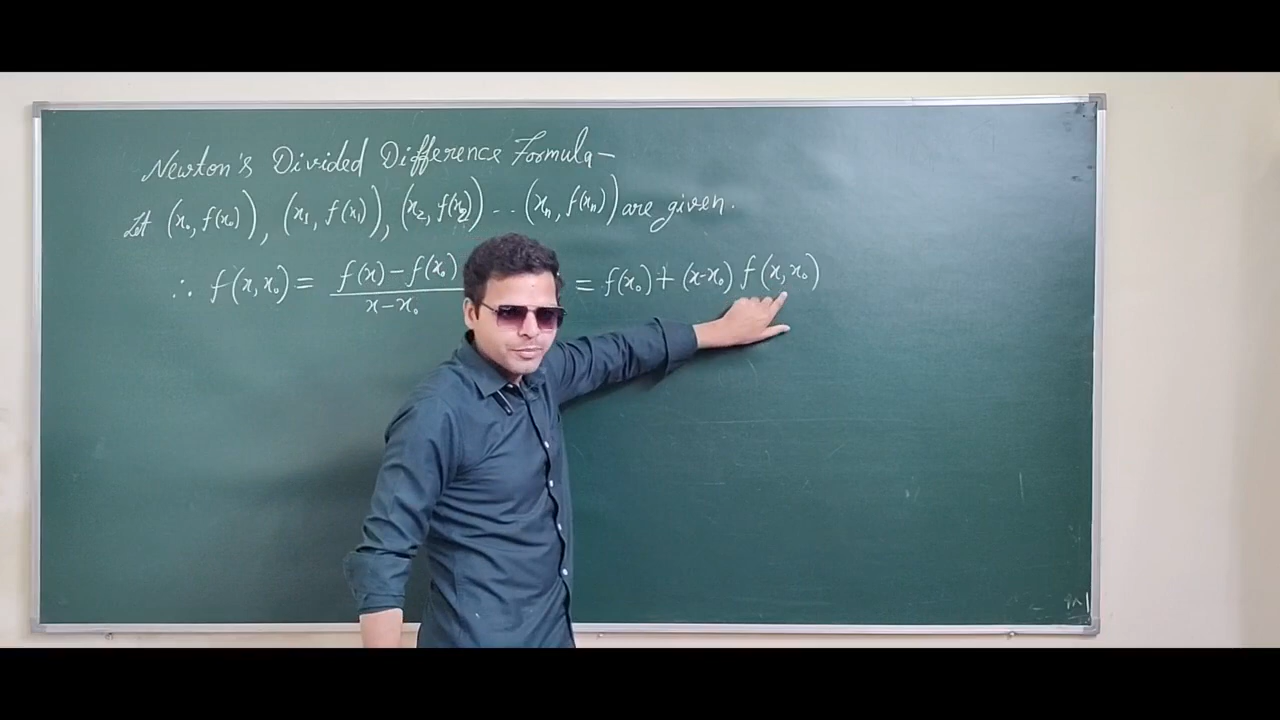 Newton's Divided Difference Formula—
Let (x₀, f(x₀)), (x₁, f(x₁)), (x₂, f(x₂)) -- (xₙ, f(xₙ)) are given.
∴ f(x, x₀) = f(x) − f(x₀) / x − x₀ = f(x₀) + (x−x₀) f(x, x₀)